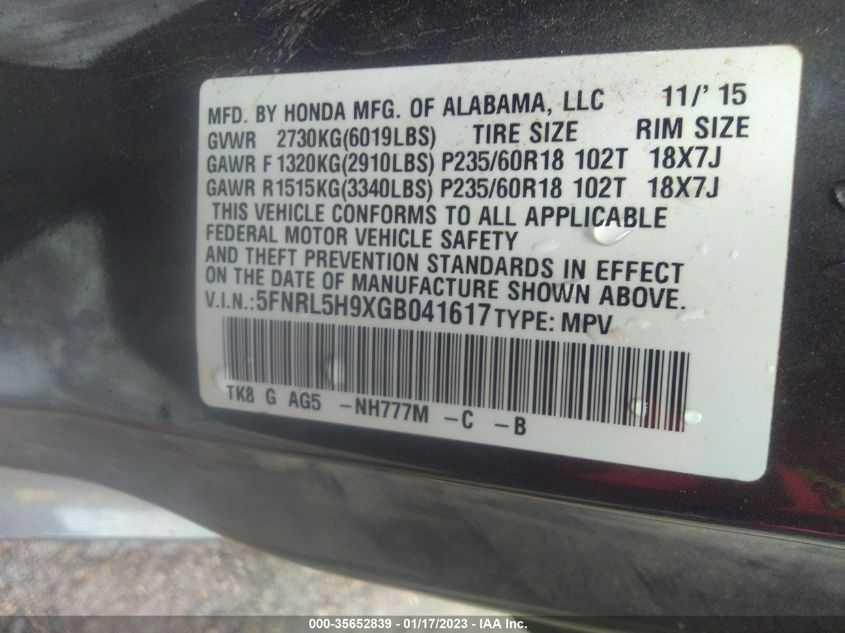 MFD. BY HONDA MFG. OF ALABAMA, LLC 11/' 15
GVWR 2730KG(6019LBS) TIRE SIZE RIM SIZE
GAWR F1320KG(2910LBS) P235/60R18 102T 18X7J
GAWR R1515KG(3340LBS) P235/60R18 102T 18X7J
THIS VEHICLE CONFORMS TO ALL APPLICABLE
FEDERAL MOTOR VEHICLE SAFETY
AND THEFT PREVENTION STANDARDS IN EFFECT
ON THE DATE OF MANUFACTURE SHOWN ABOVE.
V.I.N.: 5FNRL5H9XGB041617 TYPE: MPV
TK8 G AG5 -NH777M -C -B
000-35652839 - 01/17/2023 - IAA Inc.